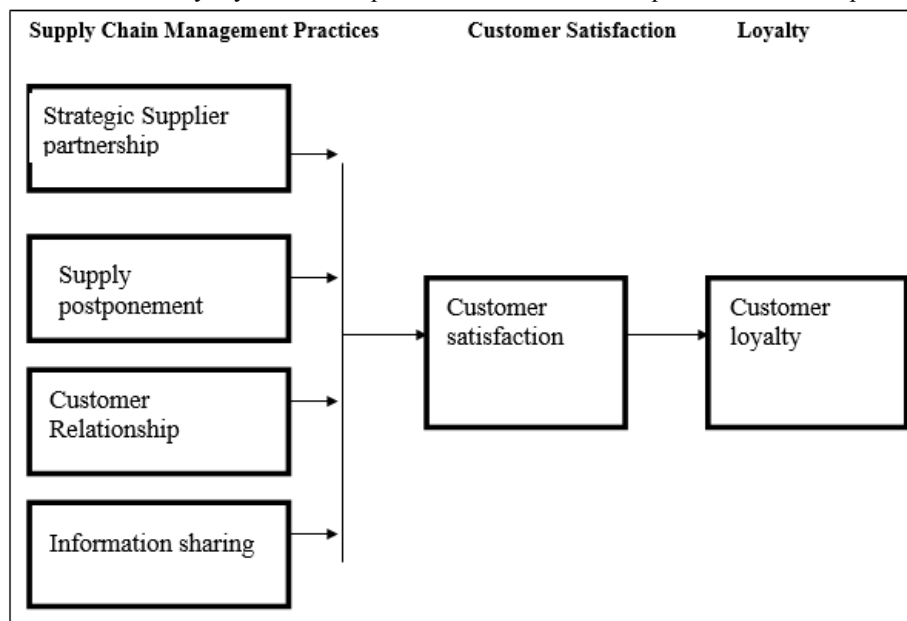 Supply Chain Management Practices Customer Satisfaction Loyalty
Strategic Supplier
partnership
Supply
postponement
Customer
Relationship
Information sharing
Customer
satisfaction
Customer
loyalty